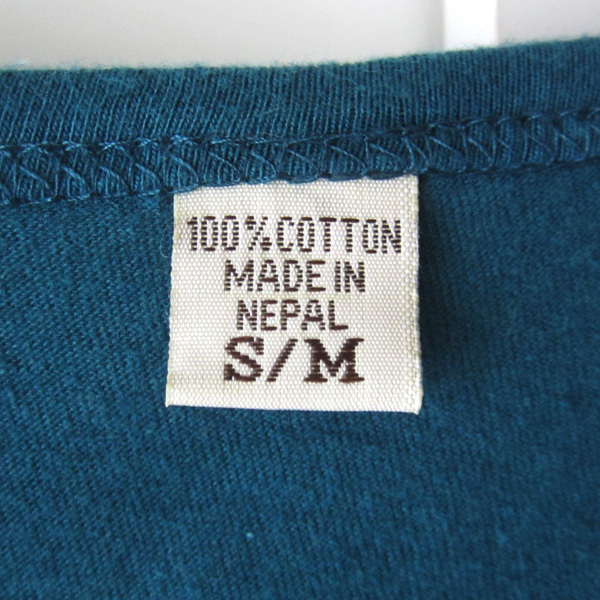 100% COTTON
MADE IN
NEPAL
S/M